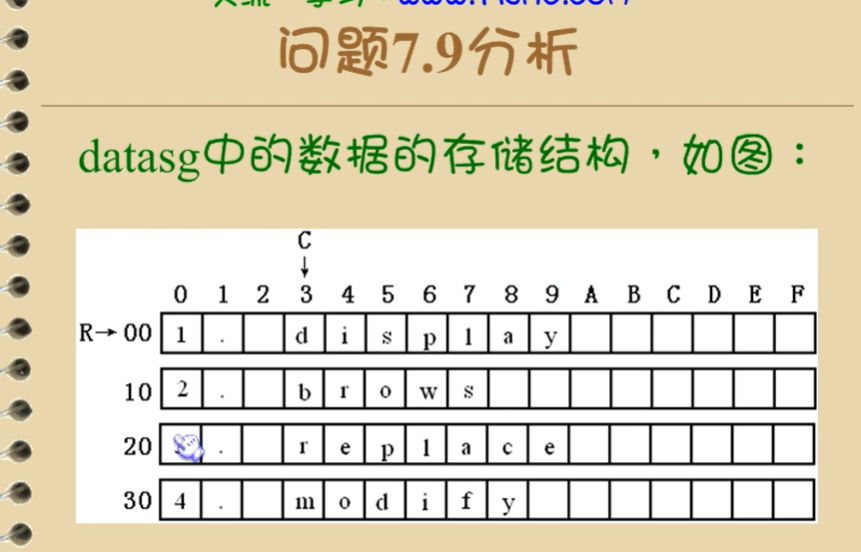 问题7.9分析
datasg中的数据的存储结构，如图：
C
↓
0 1 2 3 4 5 6 7 8 9 A B C D E F
R→ 00 1 . d i s p l a y
10 2 . b r o w s
20 . r e p l a c e
30 4 . m o d i f y